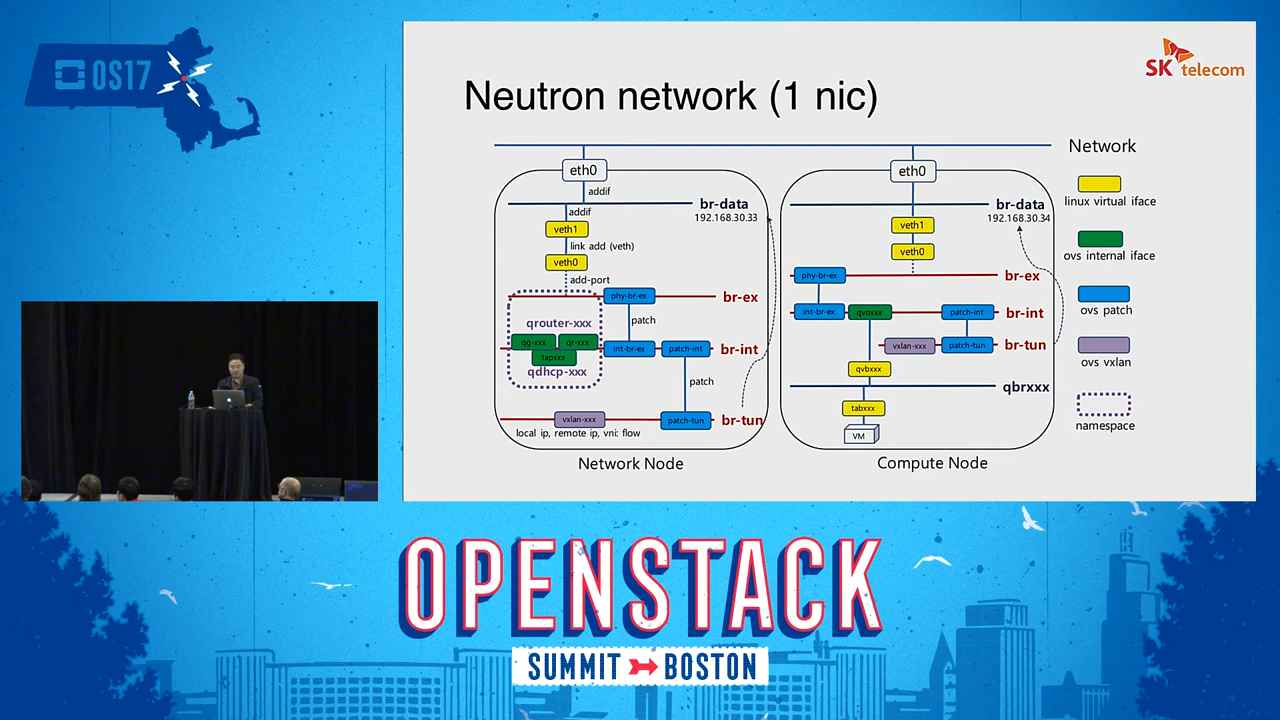 OS17
SK telecom
Neutron network (1 nic)
Network
eth0
addif
br-data
192.168.30.33
addif
veth1
link add (veth)
veth0
add-port
phy-br-ex
br-ex
qrouter-xxx
patch
qg-xxx
qr-xxx
tapxxx
int-br-ex
patch-int
br-int
qdhcp-xxx
patch
vxlan-xxx
patch-tun
br-tun
local ip, remote ip, vni: flow
Network Node
eth0
br-data
192.168.30.34
veth1
veth0
phy-br-ex
br-ex
int-br-ex
qvoxxx
patch-int
br-int
vxlan-xxx
patch-tun
br-tun
qvbxxx
qbrxxx
tabxxx
VM
Compute Node
linux virtual iface
ovs internal iface
ovs patch
ovs vxlan
namespace
OPENSTACK
SUMMIT BOSTON